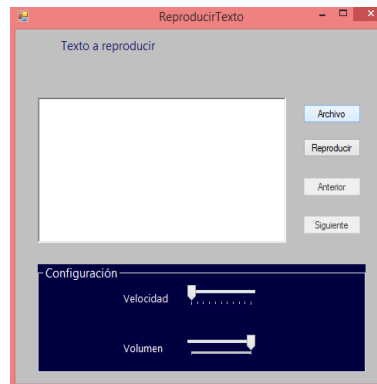 ReproducirTexto
Texto a reproducir
Archivo
Reproducir
Anterior
Siguiente
Configuración
Velocidad
Volumen